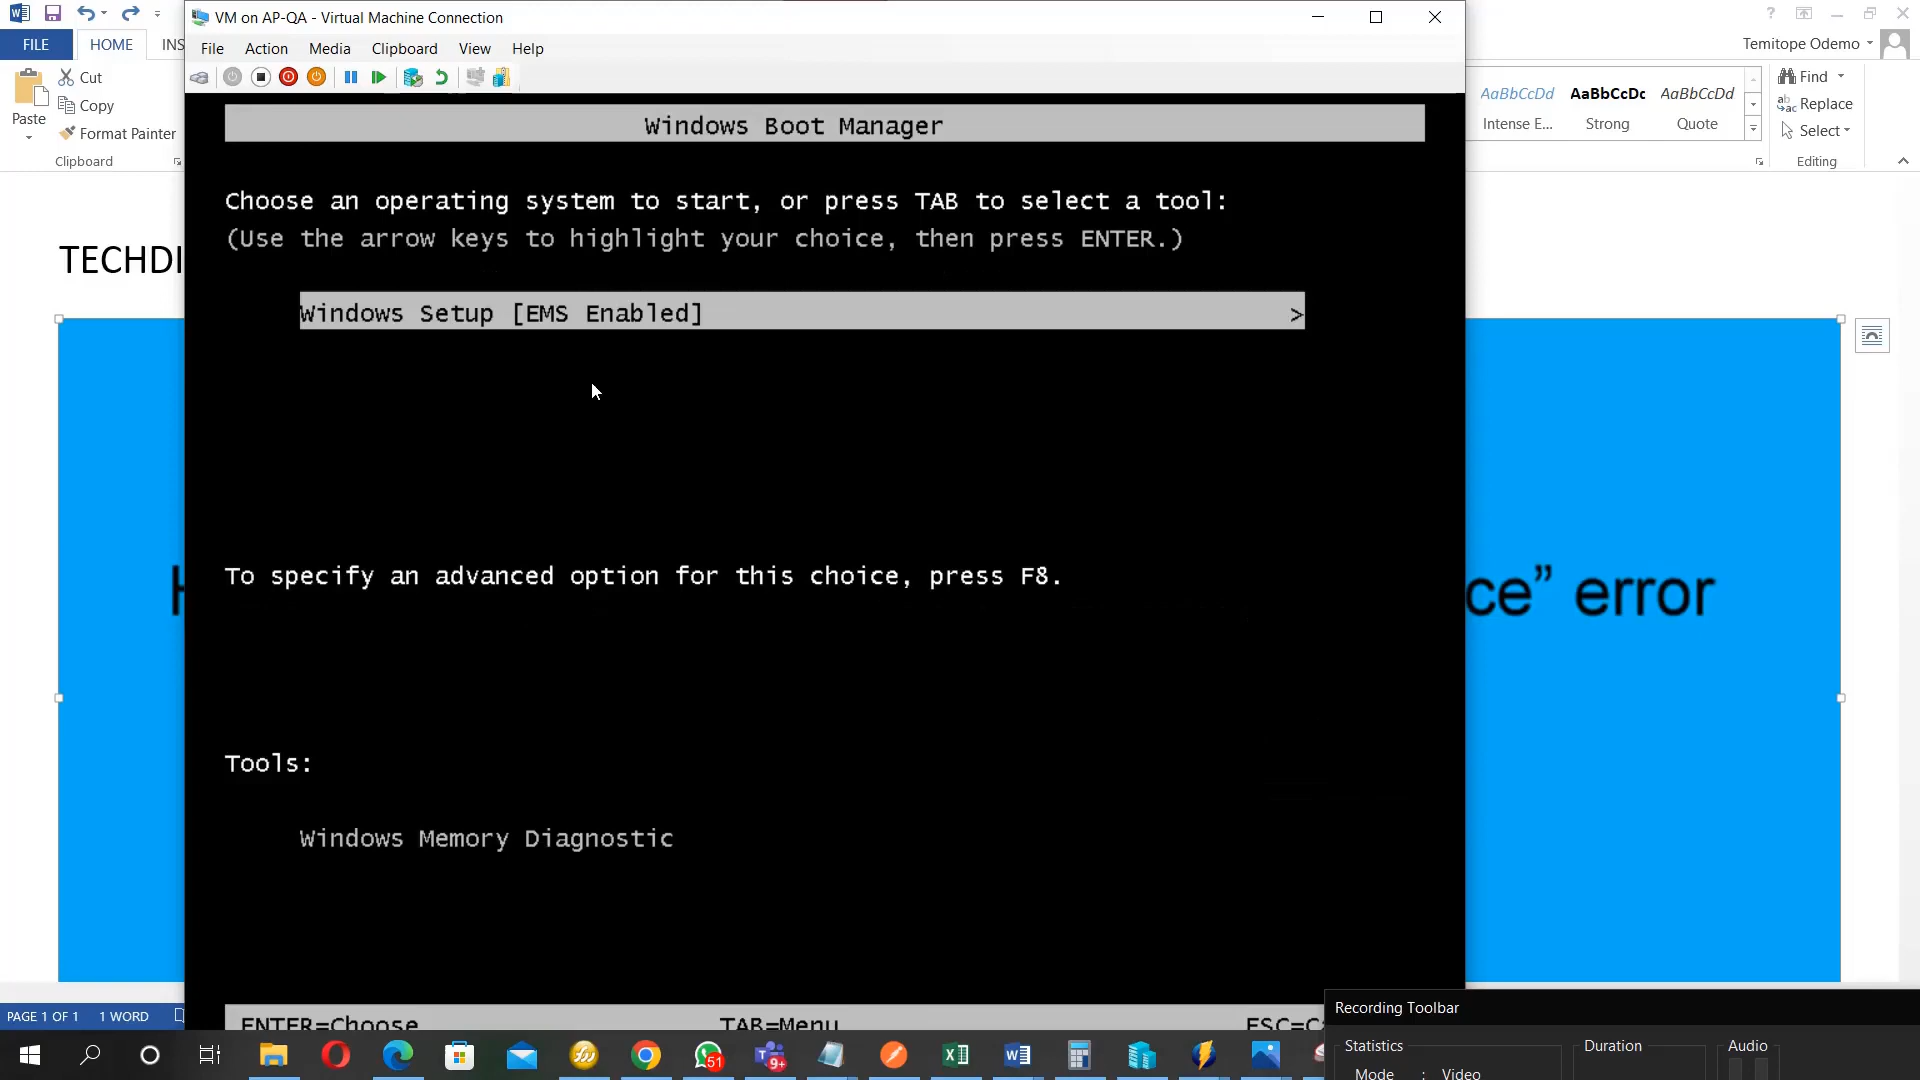 VM on AP-QA - Virtual Machine Connection
File Action Media Clipboard View Help
FILE HOME INS
Temitope Odemo
Cut
Copy
Paste
Format Painter
Clipboard
AaBbCcDd AaBbCcDc AaBbCcDd
Intense E... Strong Quote
Find
Replace
Select
Editing
TECHDI
Windows Boot Manager
Choose an operating system to start, or press TAB to select a tool:
(Use the arrow keys to highlight your choice, then press ENTER.)
Windows Setup [EMS Enabled] >
To specify an advanced option for this choice, press F8.
ce” error
Tools:
Windows Memory Diagnostic
ENTER=Choose TAB=Menu
PAGE 1 OF 1 1 WORD
Recording Toolbar
Statistics Duration Audio
Mode : Video
51
9+